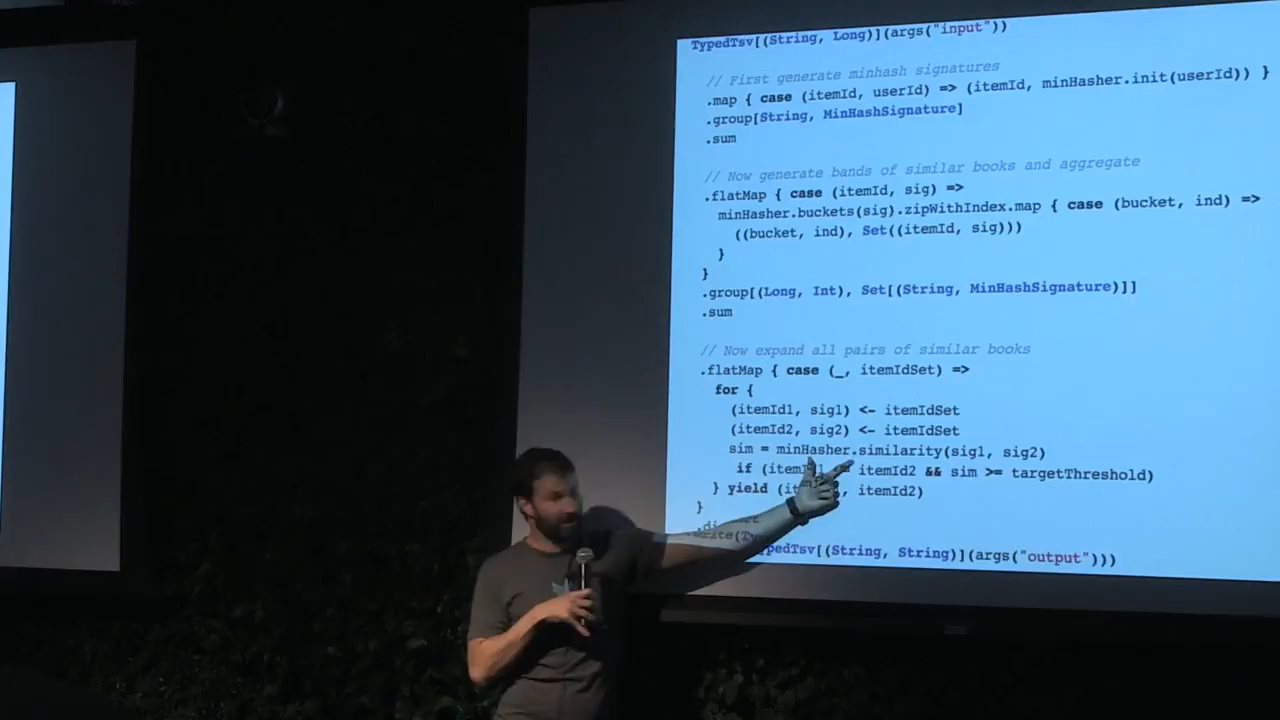 TypedTsv[(String, Long)](args("input"))
// First generate minhash signatures
.map { case (itemId, userId) => (itemId, minHasher.init(userId)) }
.group[String, MinHashSignature]
.sum
// Now generate bands of similar books and aggregate
.flatMap { case (itemId, sig) =>
minHasher.buckets(sig).zipWithIndex.map { case (bucket, ind) =>
((bucket, ind), Set((itemId, sig)))
}
}
.group[(Long, Int), Set[(String, MinHashSignature)]]
.sum
// Now expand all pairs of similar books
.flatMap { case (_, itemIdSet) =>
for {
(itemId1, sig1) <- itemIdSet
(itemId2, sig2) <- itemIdSet
sim = minHasher.similarity(sig1, sig2)
if ( itemId2 && sim >= targetThreshold)
} yield ( , itemId2)
}
TypedTsv[(String, String)](args("output")))